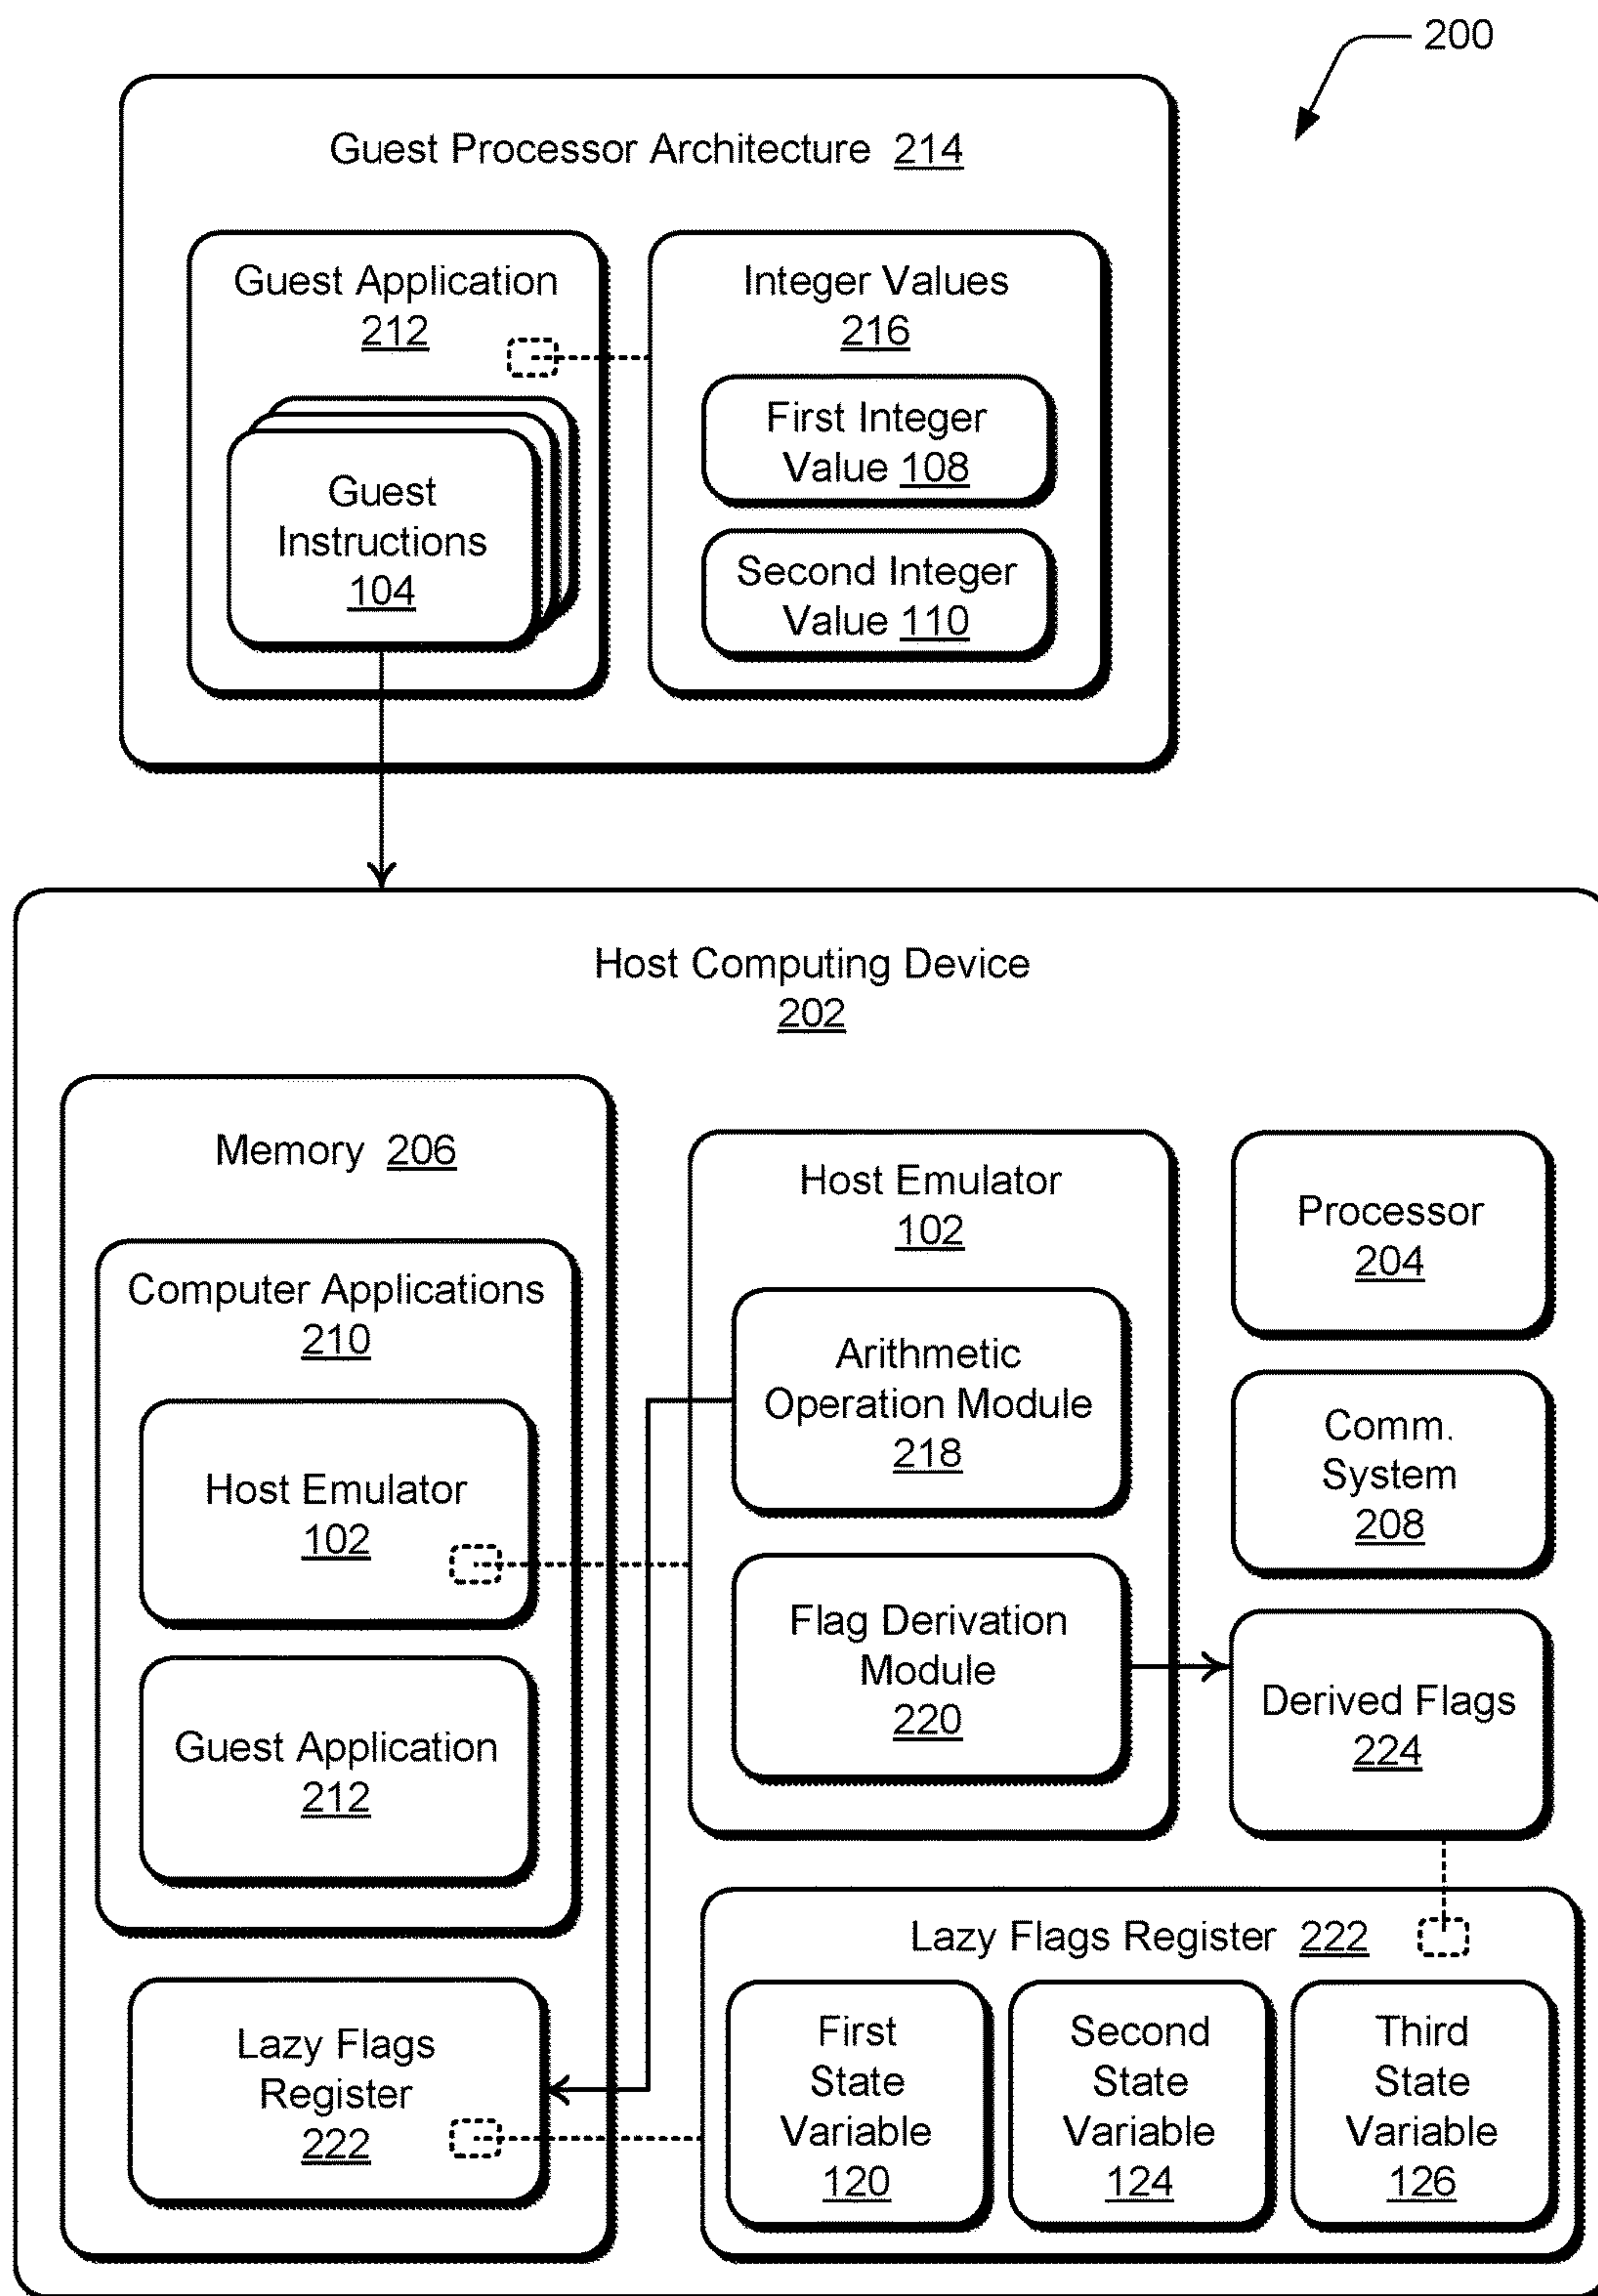 200
Guest Processor Architecture 214
Guest Application
212
Guest
Instructions
104
Integer Values
216
First Integer
Value 108
Second Integer
Value 110
Host Computing Device
202
Memory 206
Computer Applications
210
Host Emulator
102
Guest Application
212
Lazy Flags
Register
222
Host Emulator
102
Arithmetic
Operation Module
218
Flag Derivation
Module
220
Processor
204
Comm.
System
208
Derived Flags
224
Lazy Flags Register 222
First
State
Variable
120
Second
State
Variable
124
Third
State
Variable
126